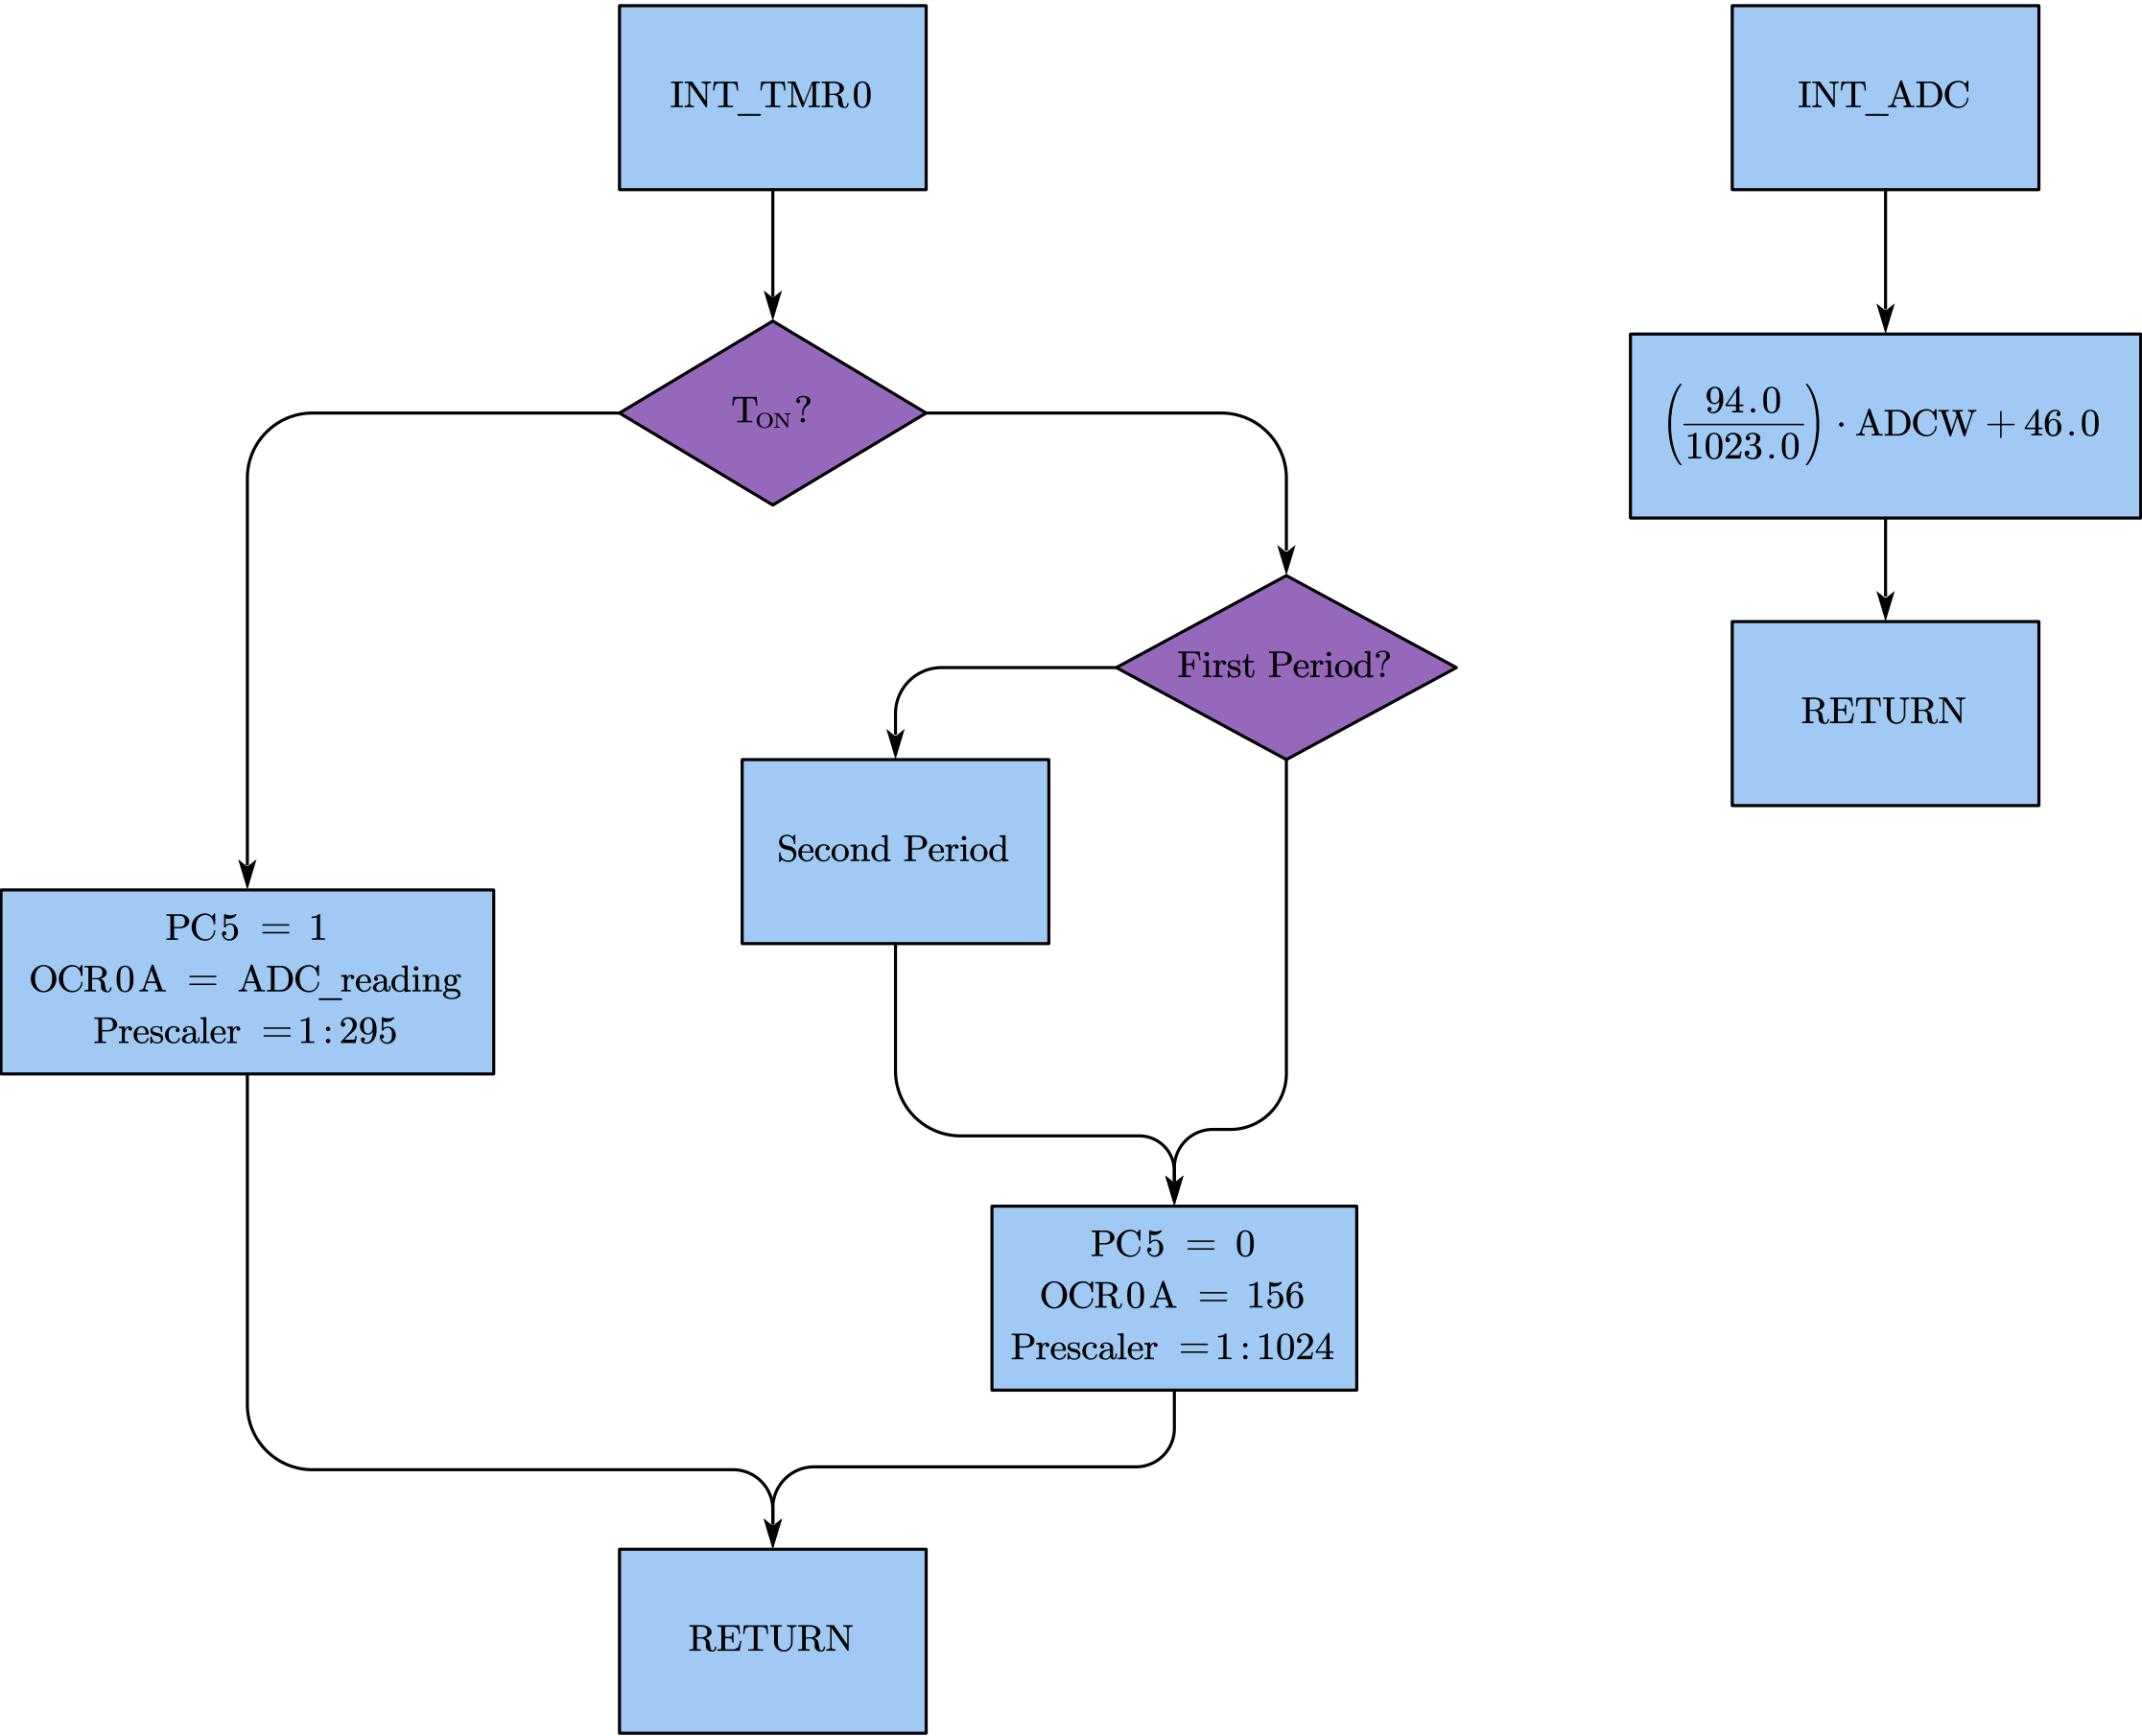 INT_TMR0
T_ON?
First Period?
Second Period
PC5 = 1
OCR0A = ADC_reading
Prescaler =1:295
PC5 = 0
OCR0A = 156
Prescaler =1:1024
RETURN
INT_ADC
(94.0/1023.0) · ADCW + 46.0
RETURN